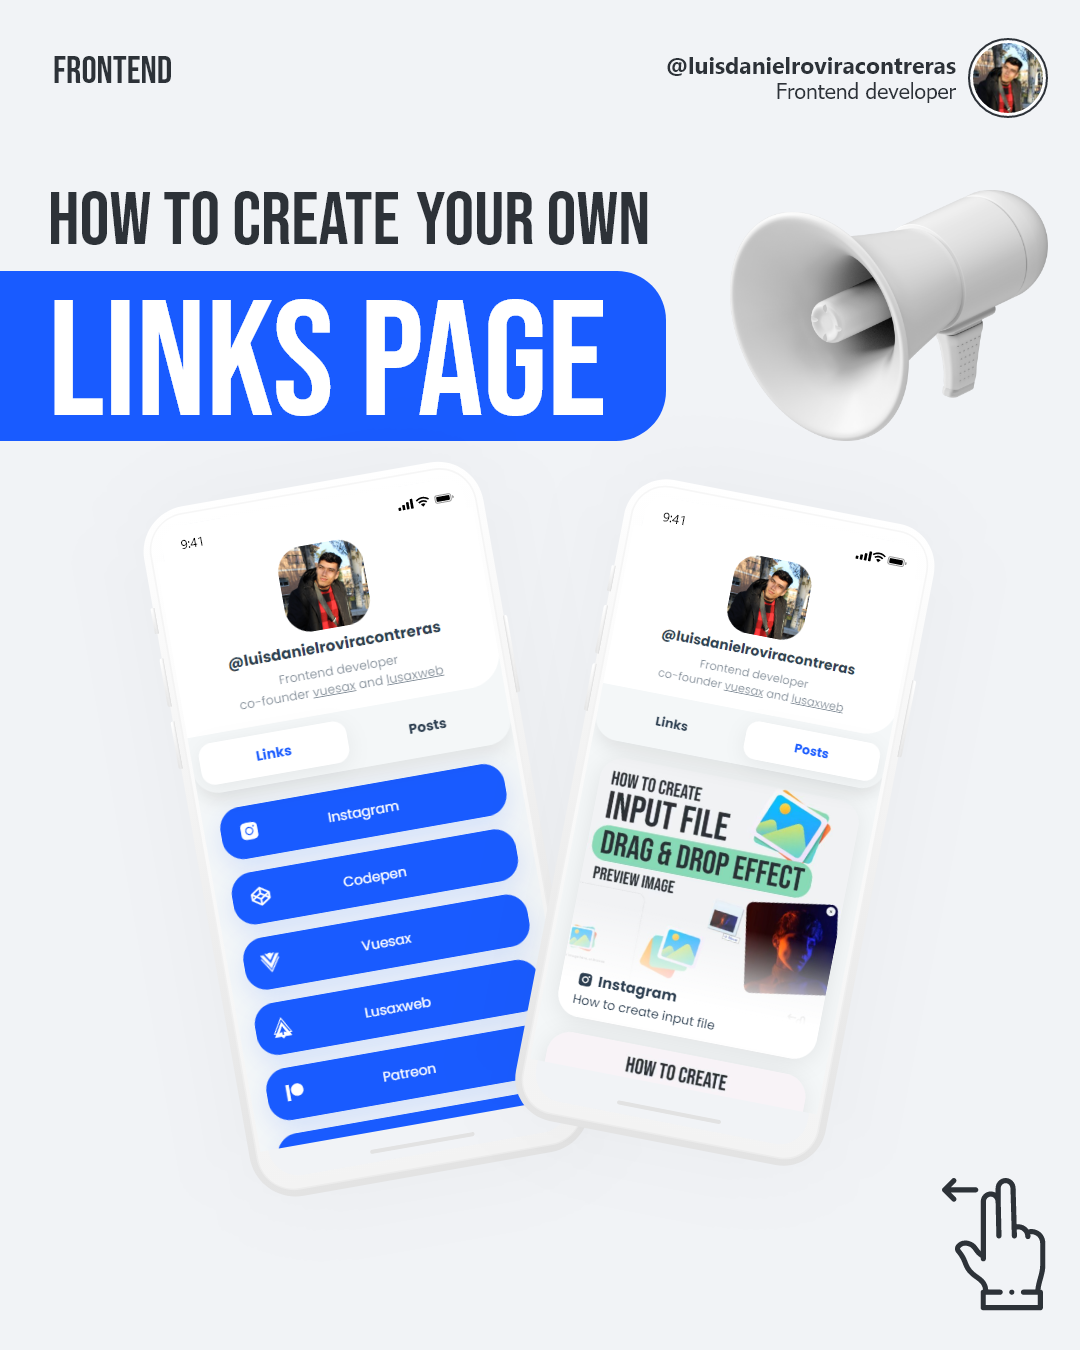 FRONTEND
@luisdanielroviracontreras
Frontend developer
HOW TO CREATE YOUR OWN
LINKS PAGE
9:41
@luisdanielroviracontreras
Frontend developer
co-founder vuesax and lusaxweb
Links
Posts
Instagram
Codepen
Vuesax
Lusaxweb
Patreon
9:41
@luisdanielroviracontreras
Frontend developer
co-founder vuesax and lusaxweb
Links
Posts
HOW TO CREATE
INPUT FILE
DRAG & DROP EFFECT
PREVIEW IMAGE
Instagram
How to create input file
HOW TO CREATE